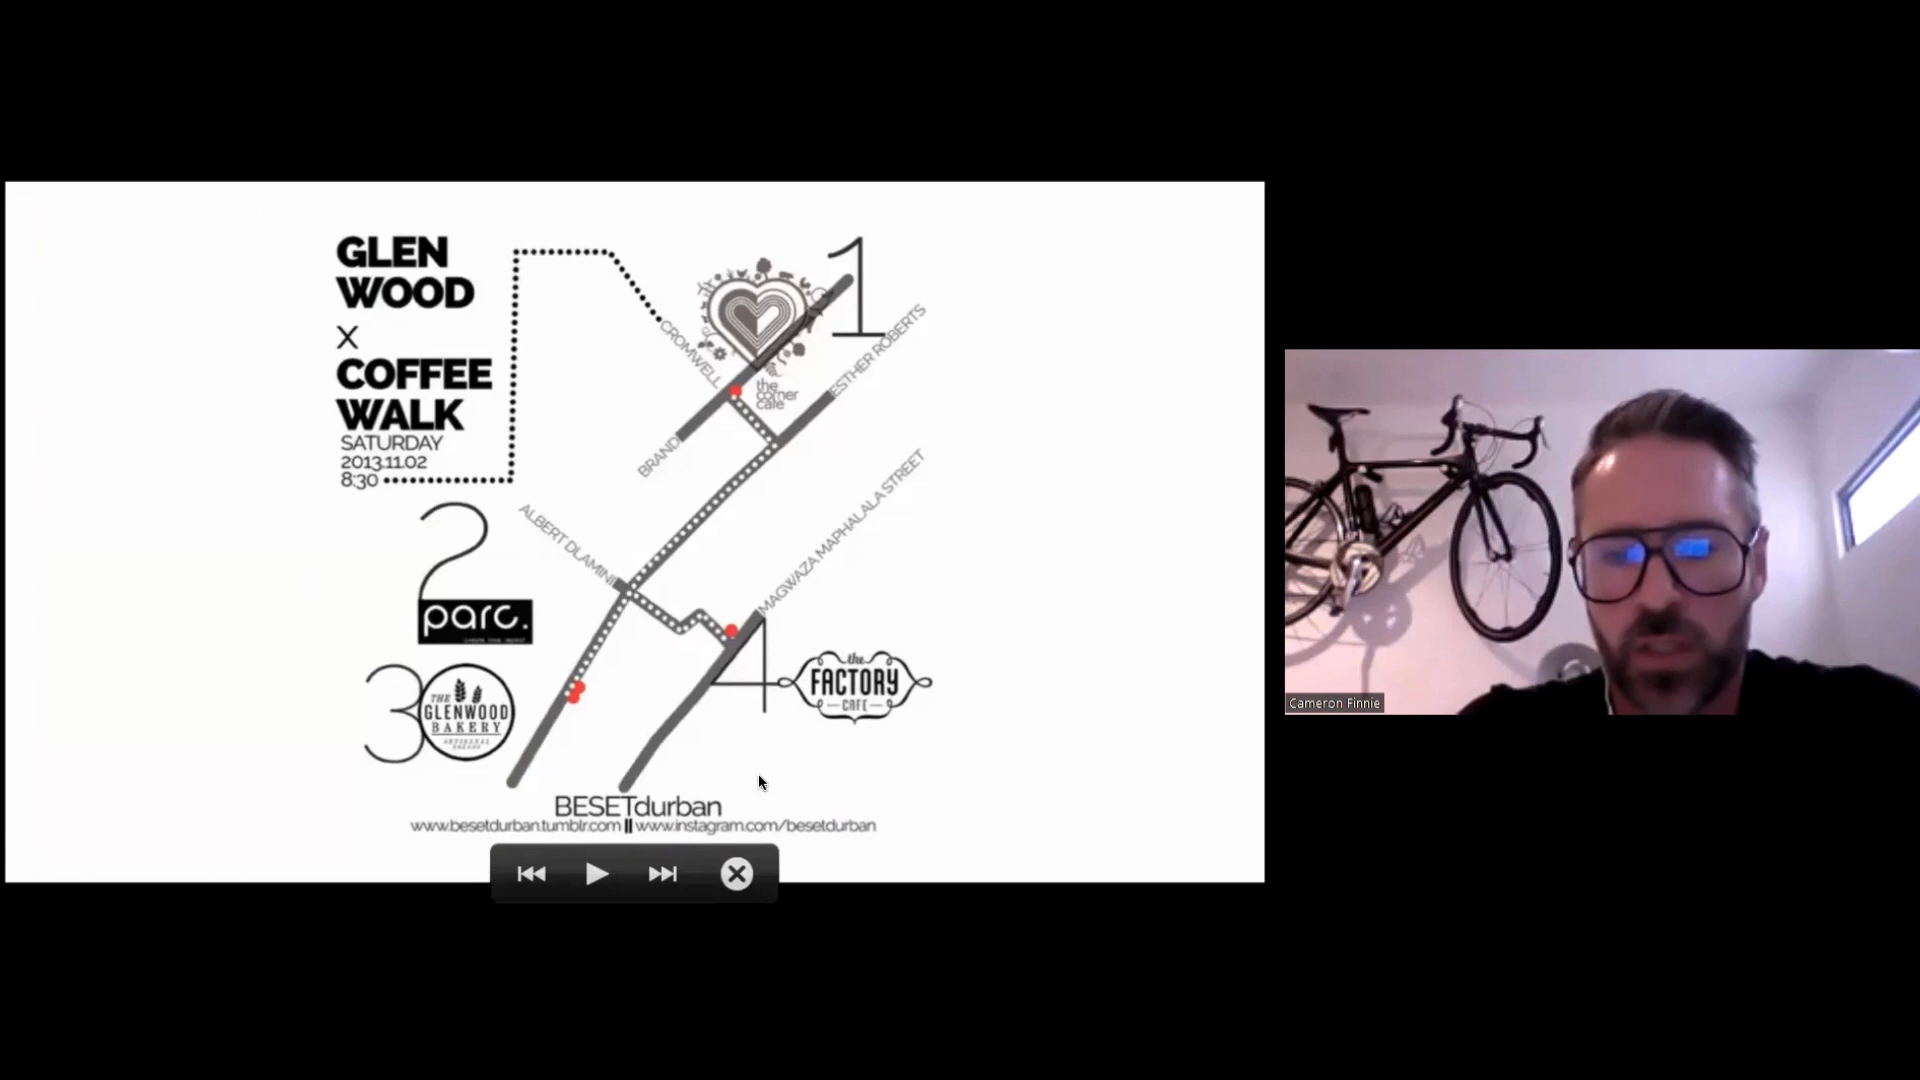 GLEN
WOOD
X
COFFEE
WALK
SATURDAY
2013.11.02
8:30
1
CROMWELL
the
corner
cafe
ESTHER ROBERTS
BRAND
MAGWAZA MAPHALALA STREET
ALBERT DLAMINI
2
parc.
3
THE
GLENWOOD
BAKERY
ARTISANAL
BREADS
4
the
FACTORY
CAFE
BESETdurban
www.besetdurban.tumblr.com || www.instagram.com/besetdurban
Cameron Finnie